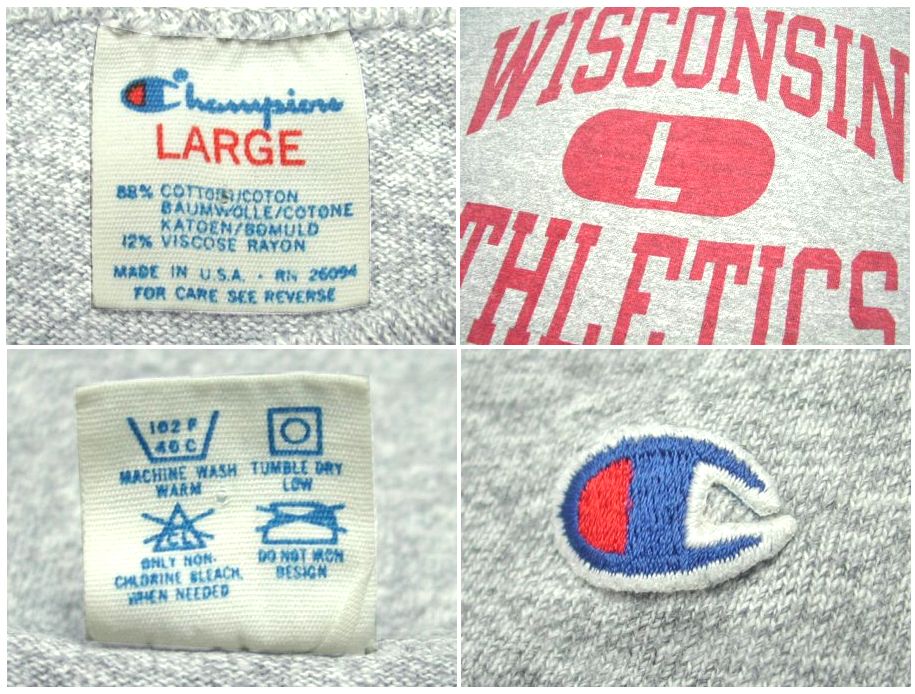 Champion
LARGE
88% COTTON/COTON
BAUMWOLLE/COTONE
KATOEN/BOMULD
12% VISCOSE RAYON
MADE IN U.S.A. - RN 26094
FOR CARE SEE REVERSE
WISCONSIN
L
THLETICS
102 F
40 C
MACHINE WASH
WARM
TUMBLE DRY
LOW
CL
ONLY NON-
CHLORINE BLEACH
WHEN NEEDED
DO NOT IRON
DESIGN